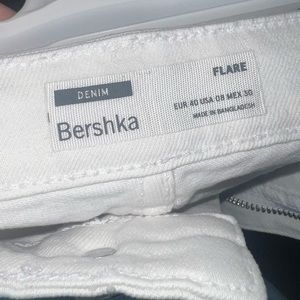 DENIM
Bershka
FLARE
EUR 40 USA 08 MEX 30
MADE IN BANGLADESH